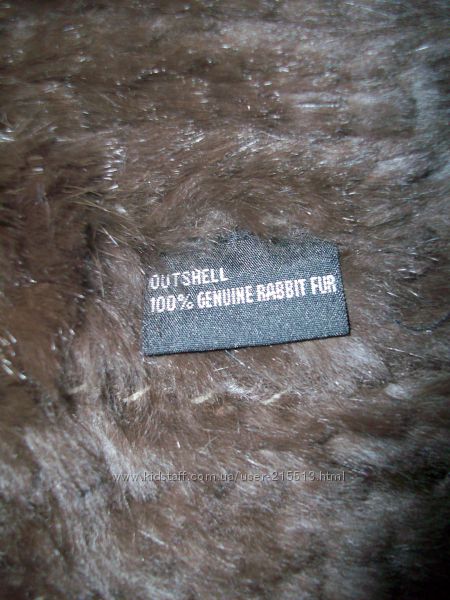 OUTSHELL
100% GENUINE RABBIT FUR
www.kidstaff.com.ua/user-215513.html